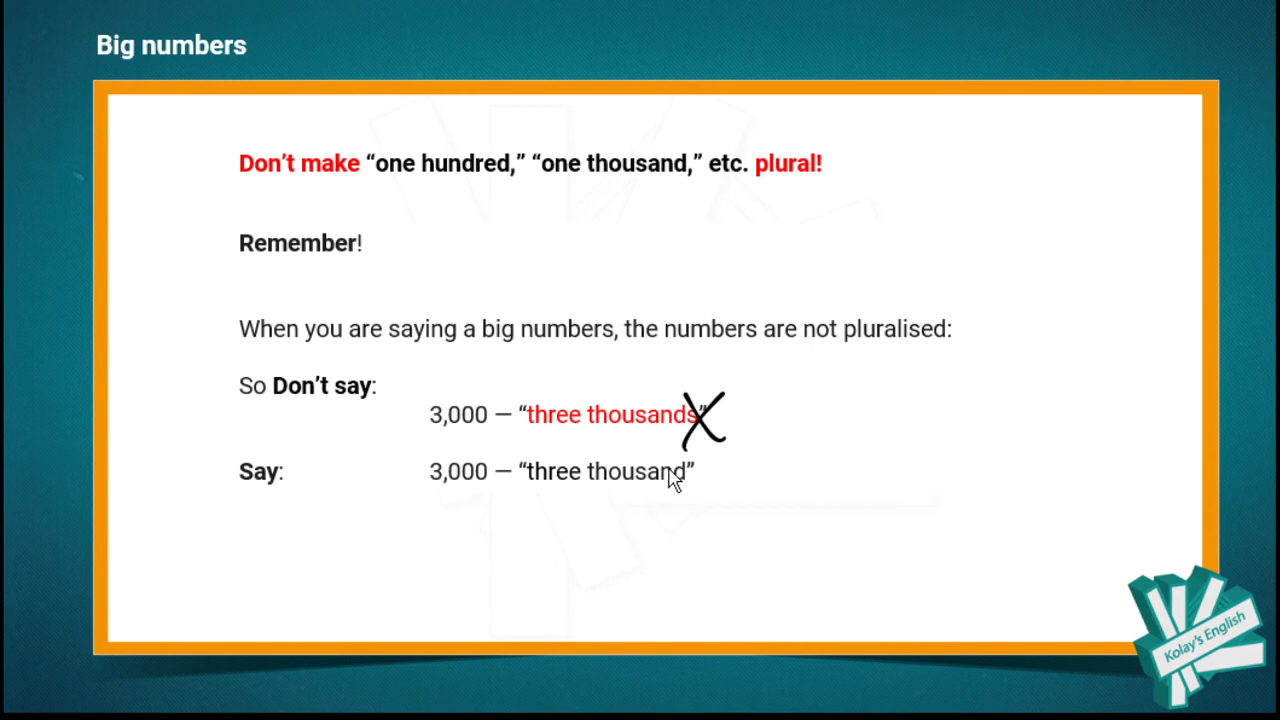 Big numbers
Don’t make “one hundred,” “one thousand,” etc. plural!
Remember!
When you are saying a big numbers, the numbers are not pluralised:
So Don’t say:
3,000 — “three thousands”
Say: 3,000 — “three thousand”
Kolay's English